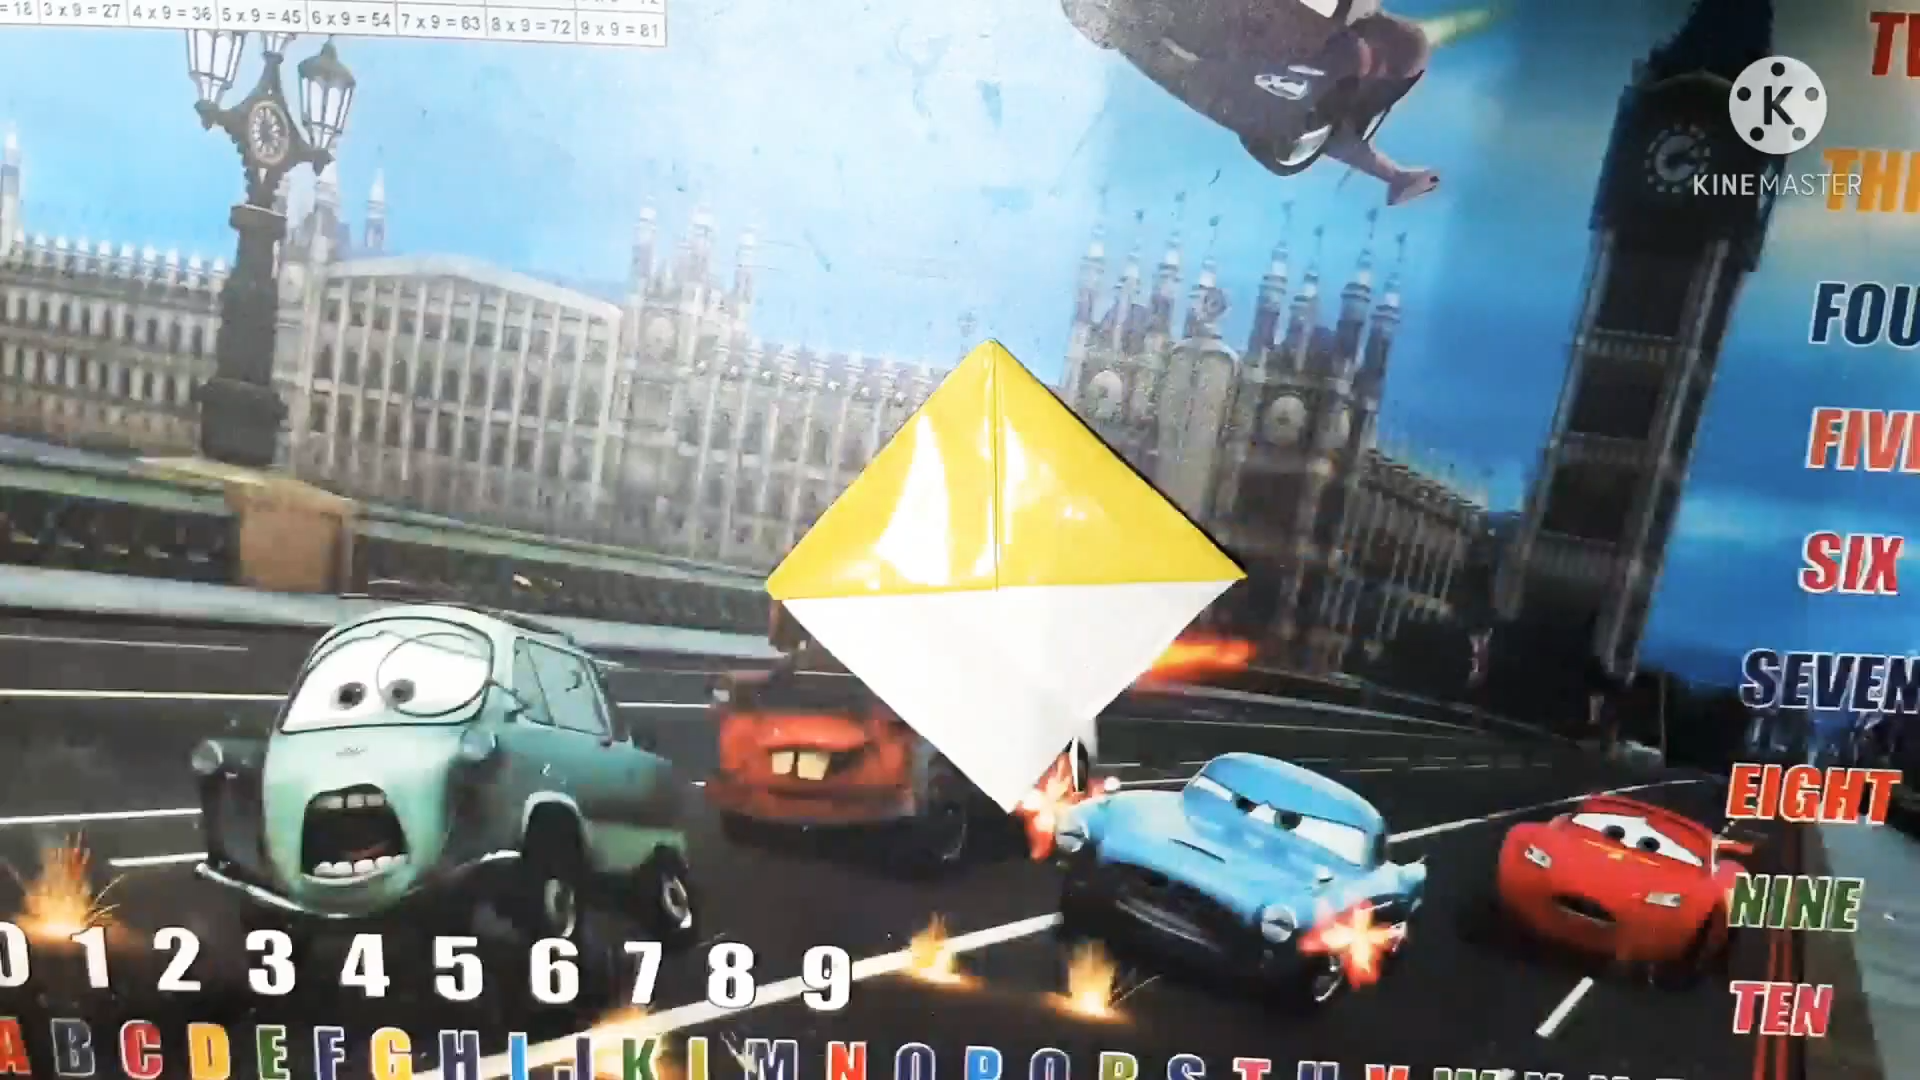 = 18 3 x 9 = 27 4 x 9 = 36 5 x 9 = 45 6 x 9 = 54 7 x 9 = 63 8 x 9 = 72 9 x 9 = 81
K
KINEMASTER
FOU
FIVE
SIX
SEVEN
EIGHT
NINE
TEN
0 1 2 3 4 5 6 7 8 9
A B C D E F G H I J K L M N O P Q R S T U V W X